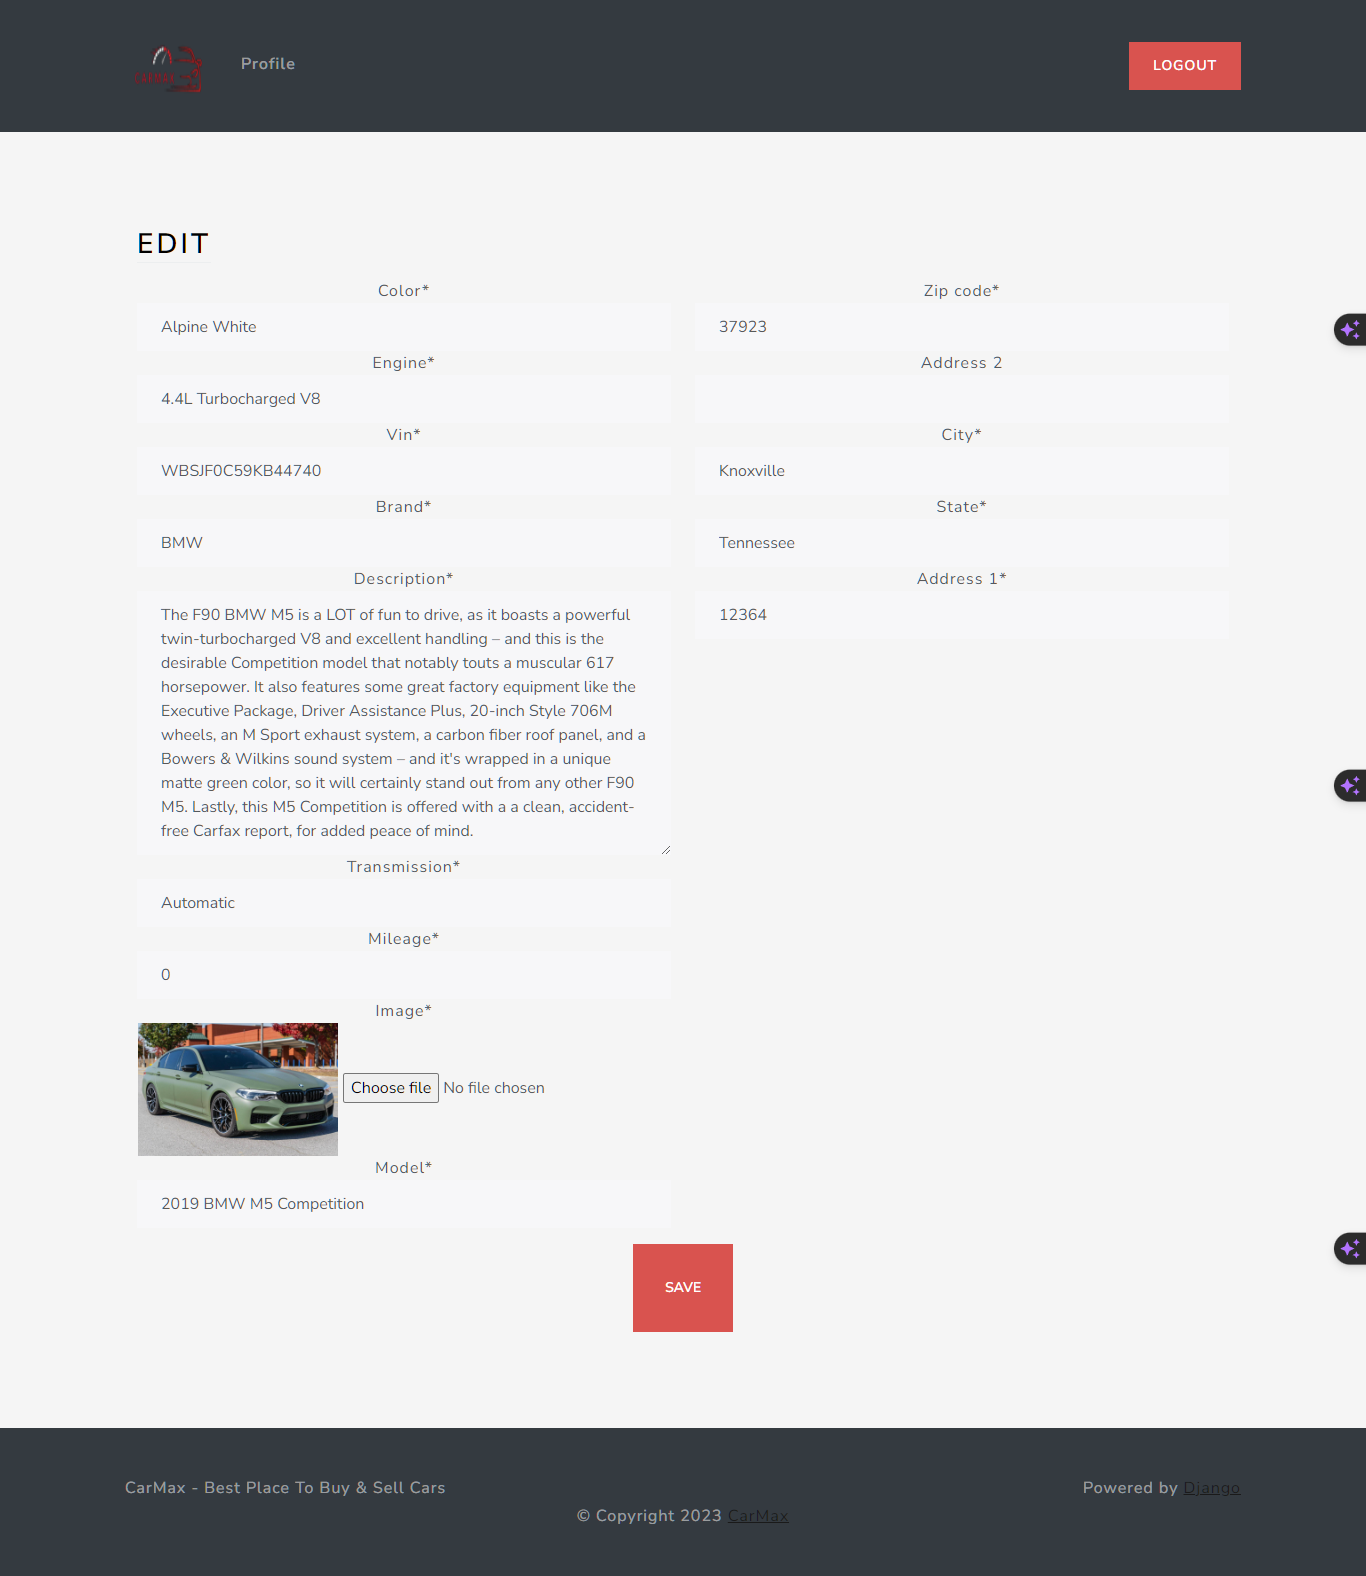 Profile
LOGOUT
EDIT
Color*
Alpine White
Engine*
4.4L Turbocharged V8
Vin*
WBSJF0C59KB44740
Brand*
BMW
Description*
The F90 BMW M5 is a LOT of fun to drive, as it boasts a powerful
twin-turbocharged V8 and excellent handling – and this is the
desirable Competition model that notably touts a muscular 617
horsepower. It also features some great factory equipment like the
Executive Package, Driver Assistance Plus, 20-inch Style 706M
wheels, an M Sport exhaust system, a carbon fiber roof panel, and a
Bowers & Wilkins sound system – and it's wrapped in a unique
matte green color, so it will certainly stand out from any other F90
M5. Lastly, this M5 Competition is offered with a a clean, accident-
free Carfax report, for added peace of mind.
Transmission*
Automatic
Mileage*
0
Image*
Choose file No file chosen
Model*
2019 BMW M5 Competition
Zip code*
37923
Address 2
City*
Knoxville
State*
Tennessee
Address 1*
12364
SAVE
CarMax - Best Place To Buy & Sell Cars
Powered by Django
© Copyright 2023 CarMax